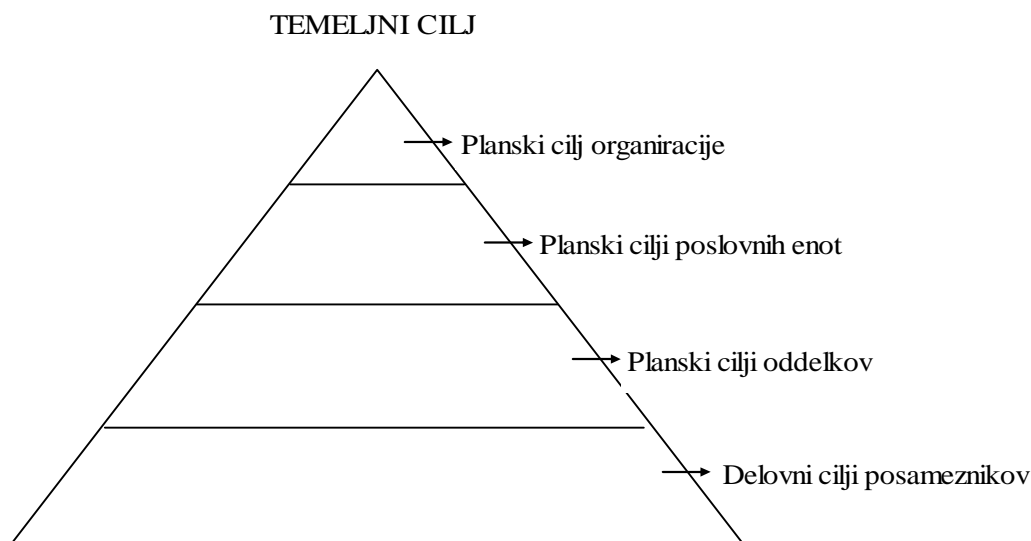 TEMELJNI CILJ
Planski cilj organiracije
Planski cilji poslovnih enot
Planski cilji oddelkov
Delovni cilji posameznikov